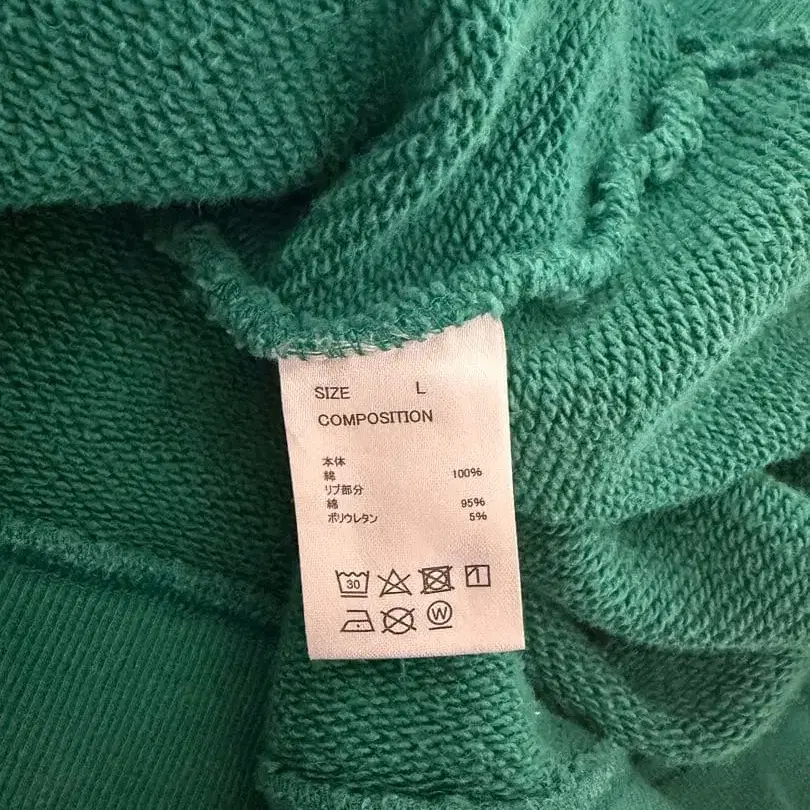 SIZE L
COMPOSITION
本体
綿 100%
リブ部分
綿 95%
ポリウレタン 5%
30
W